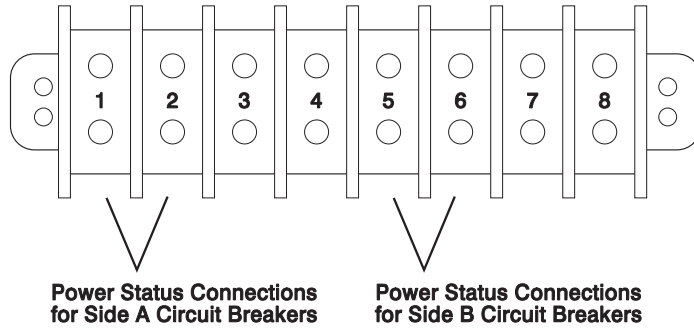 1 2 3 4 5 6 7 8
Power Status Connections
for Side A Circuit Breakers
Power Status Connections
for Side B Circuit Breakers